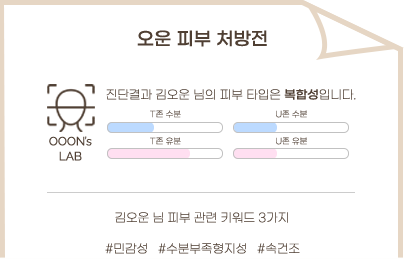 오운 피부 처방전
진단결과 김오운 님의 피부 타입은 복합성입니다.
T존 수분 U존 수분
T존 유분 U존 유분
OOON's
LAB
김오운 님 피부 관련 키워드 3가지
#민감성 #수분부족형지성 #속건조